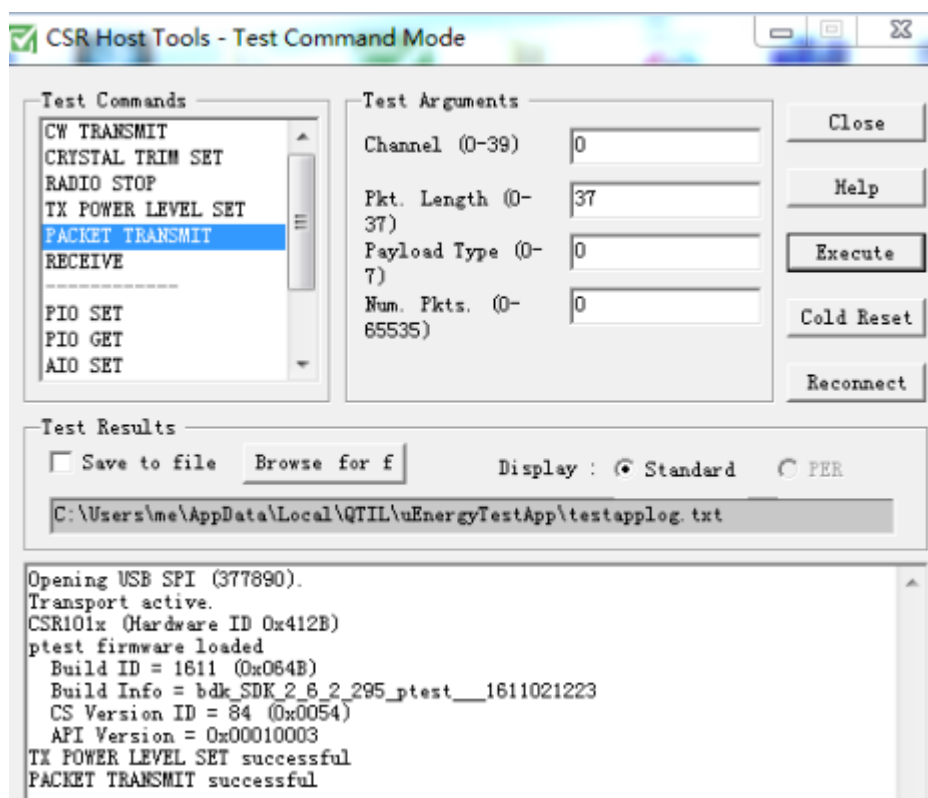 CSR Host Tools - Test Command Mode
Test Commands
CW TRANSMIT
CRYSTAL TRIM SET
RADIO STOP
TX POWER LEVEL SET
PACKET TRANSMIT
RECEIVE
------------
PIO SET
PIO GET
AIO SET
Test Arguments
Channel (0-39)
0
Pkt. Length (0-
37)
37
Payload Type (0-
7)
0
Num. Pkts. (0-
65535)
0
Close
Help
Execute
Cold Reset
Reconnect
Test Results
Save to file
Browse for f
Display :
Standard
PER
C:\Users\me\AppData\Local\QTIL\uEnergyTestApp\testapplog.txt
Opening USB SPI (377890).
Transport active.
CSR101x (Hardware ID 0x412B)
ptest firmware loaded
Build ID = 1611 (0x064B)
Build Info = bdk_SDK_2_6_2_295_ptest___1611021223
CS Version ID = 84 (0x0054)
API Version = 0x00010003
TX POWER LEVEL SET successful
PACKET TRANSMIT successful